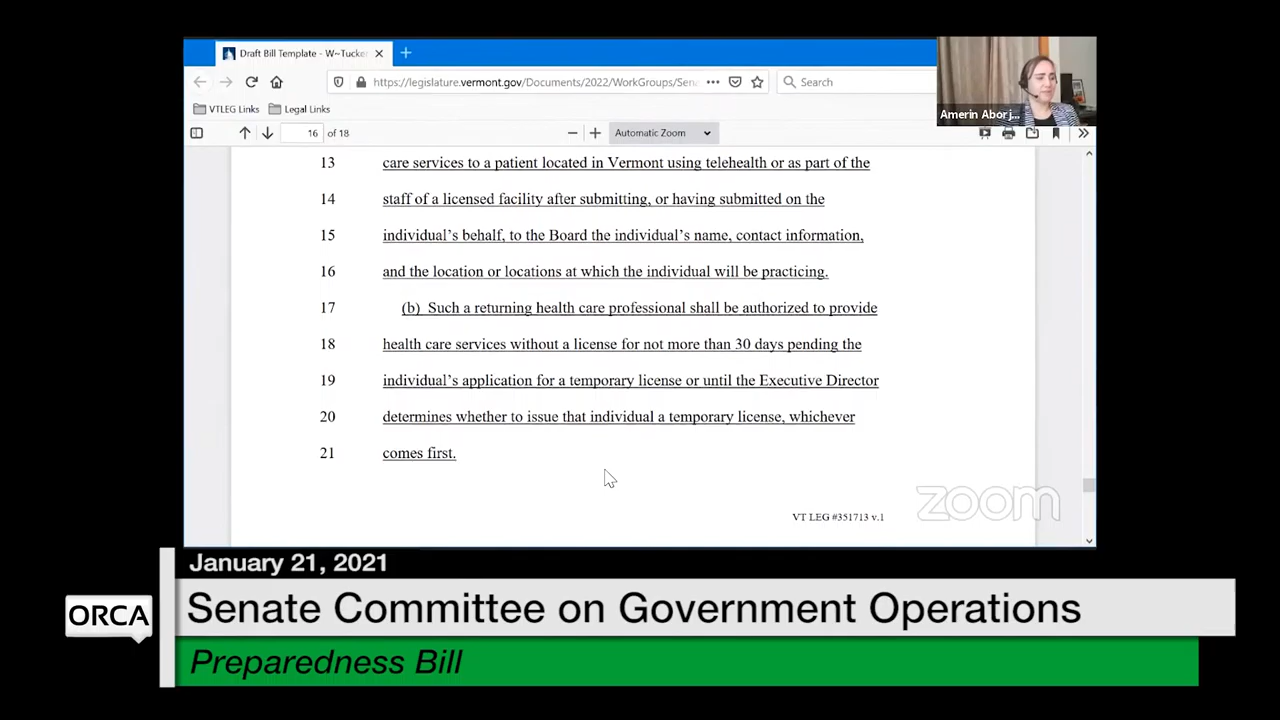 Draft Bill Template - W~Tucke
https://legislature.vermont.gov/Documents/2022/WorkGroups/Sen
Search
VTLEG Links
Legal Links
16 of 18
Automatic Zoom
Amerin Aborj...
13 care services to a patient located in Vermont using telehealth or as part of the
14 staff of a licensed facility after submitting, or having submitted on the
15 individual’s behalf, to the Board the individual’s name, contact information,
16 and the location or locations at which the individual will be practicing.
17 (b) Such a returning health care professional shall be authorized to provide
18 health care services without a license for not more than 30 days pending the
19 individual’s application for a temporary license or until the Executive Director
20 determines whether to issue that individual a temporary license, whichever
21 comes first.
VT LEG #351713 v.1
zoom
January 21, 2021
ORCA
Senate Committee on Government Operations
Preparedness Bill